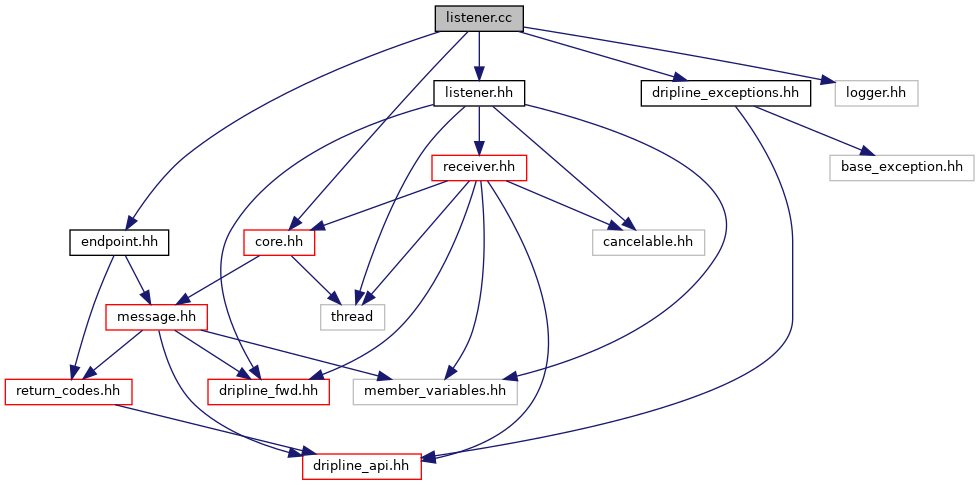 listener.cc
listener.hh
dripline_exceptions.hh
logger.hh
receiver.hh
base_exception.hh
endpoint.hh
core.hh
cancelable.hh
message.hh
thread
return_codes.hh
dripline_fwd.hh
member_variables.hh
dripline_api.hh